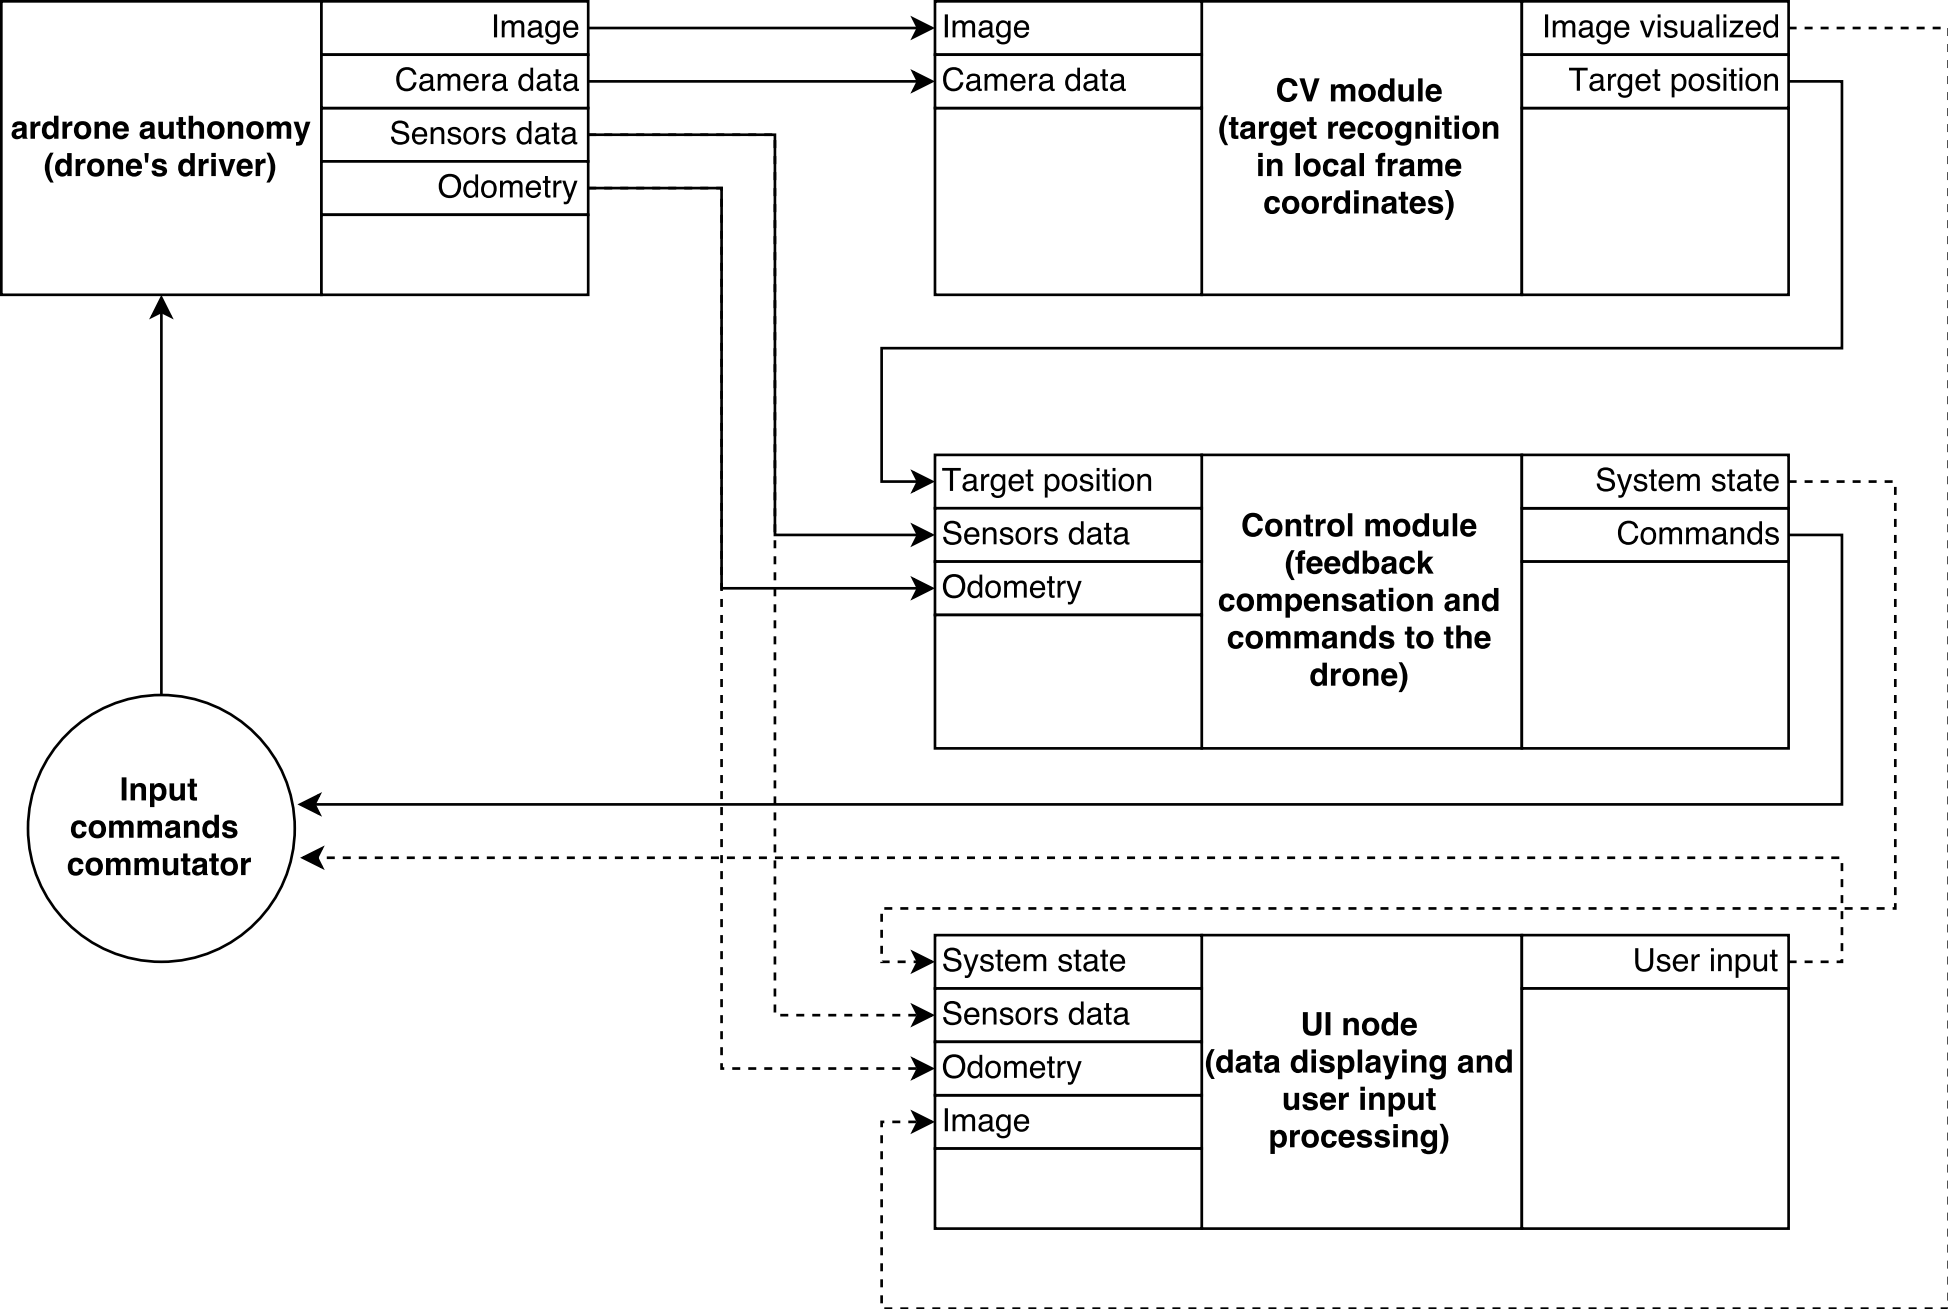 ardrone authonomy
(drone's driver)
Image
Camera data
Sensors data
Odometry
Image
Camera data
CV module
(target recognition
in local frame
coordinates)
Image visualized
Target position
Target position
Sensors data
Odometry
Control module
(feedback
compensation and
commands to the
drone)
System state
Commands
Input
commands
commutator
System state
Sensors data
Odometry
Image
UI node
(data displaying and
user input
processing)
User input